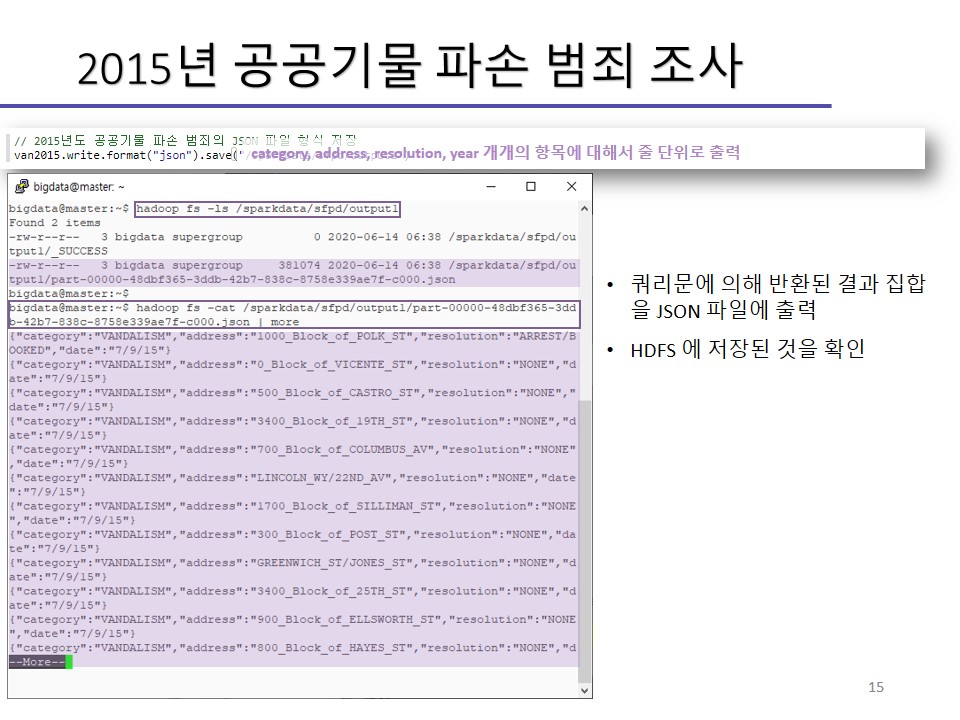 2015년 공공기물 파손 범죄 조사
// 2015년도 공공기물 파손 범죄의 JSON 파일 형식 저장
van2015.write.format("json").save("/
category, address, resolution, year 개개의 항목에 대해서 줄 단위로 출력
bigdata@master: ~
bigdata@master:~$ hadoop fs -ls /sparkdata/sfpd/output1
Found 2 items
-rw-r--r--   3 bigdata supergroup          0 2020-06-14 06:38 /sparkdata/sfpd/ou
tput1/_SUCCESS
-rw-r--r--   3 bigdata supergroup     381074 2020-06-14 06:38 /sparkdata/sfpd/ou
tput1/part-00000-48dbf365-3ddb-42b7-838c-8758e339ae7f-c000.json
bigdata@master:~$
bigdata@master:~$ hadoop fs -cat /sparkdata/sfpd/output1/part-00000-48dbf365-3dd
b-42b7-838c-8758e339ae7f-c000.json | more
{"category":"VANDALISM","address":"1000_Block_of_POLK_ST","resolution":"ARREST/B
OOKED","date":"7/9/15"}
{"category":"VANDALISM","address":"0_Block_of_VICENTE_ST","resolution":"NONE","d
ate":"7/9/15"}
{"category":"VANDALISM","address":"500_Block_of_CASTRO_ST","resolution":"NONE","
date":"7/9/15"}
{"category":"VANDALISM","address":"3400_Block_of_19TH_ST","resolution":"NONE","d
ate":"7/9/15"}
{"category":"VANDALISM","address":"700_Block_of_COLUMBUS_AV","resolution":"NONE"
,"date":"7/9/15"}
{"category":"VANDALISM","address":"LINCOLN_WY/22ND_AV","resolution":"NONE","date
":"7/9/15"}
{"category":"VANDALISM","address":"1700_Block_of_SILLIMAN_ST","resolution":"NONE
","date":"7/9/15"}
{"category":"VANDALISM","address":"300_Block_of_POST_ST","resolution":"NONE","da
te":"7/9/15"}
{"category":"VANDALISM","address":"GREENWICH_ST/JONES_ST","resolution":"NONE","d
ate":"7/9/15"}
{"category":"VANDALISM","address":"3400_Block_of_25TH_ST","resolution":"NONE","d
ate":"7/9/15"}
{"category":"VANDALISM","address":"900_Block_of_ELLSWORTH_ST","resolution":"NONE
","date":"7/9/15"}
{"category":"VANDALISM","address":"800_Block_of_HAYES_ST","resolution":"NONE","d
--More--
• 쿼리문에 의해 반환된 결과 집합
을 JSON 파일에 출력
• HDFS 에 저장된 것을 확인
15